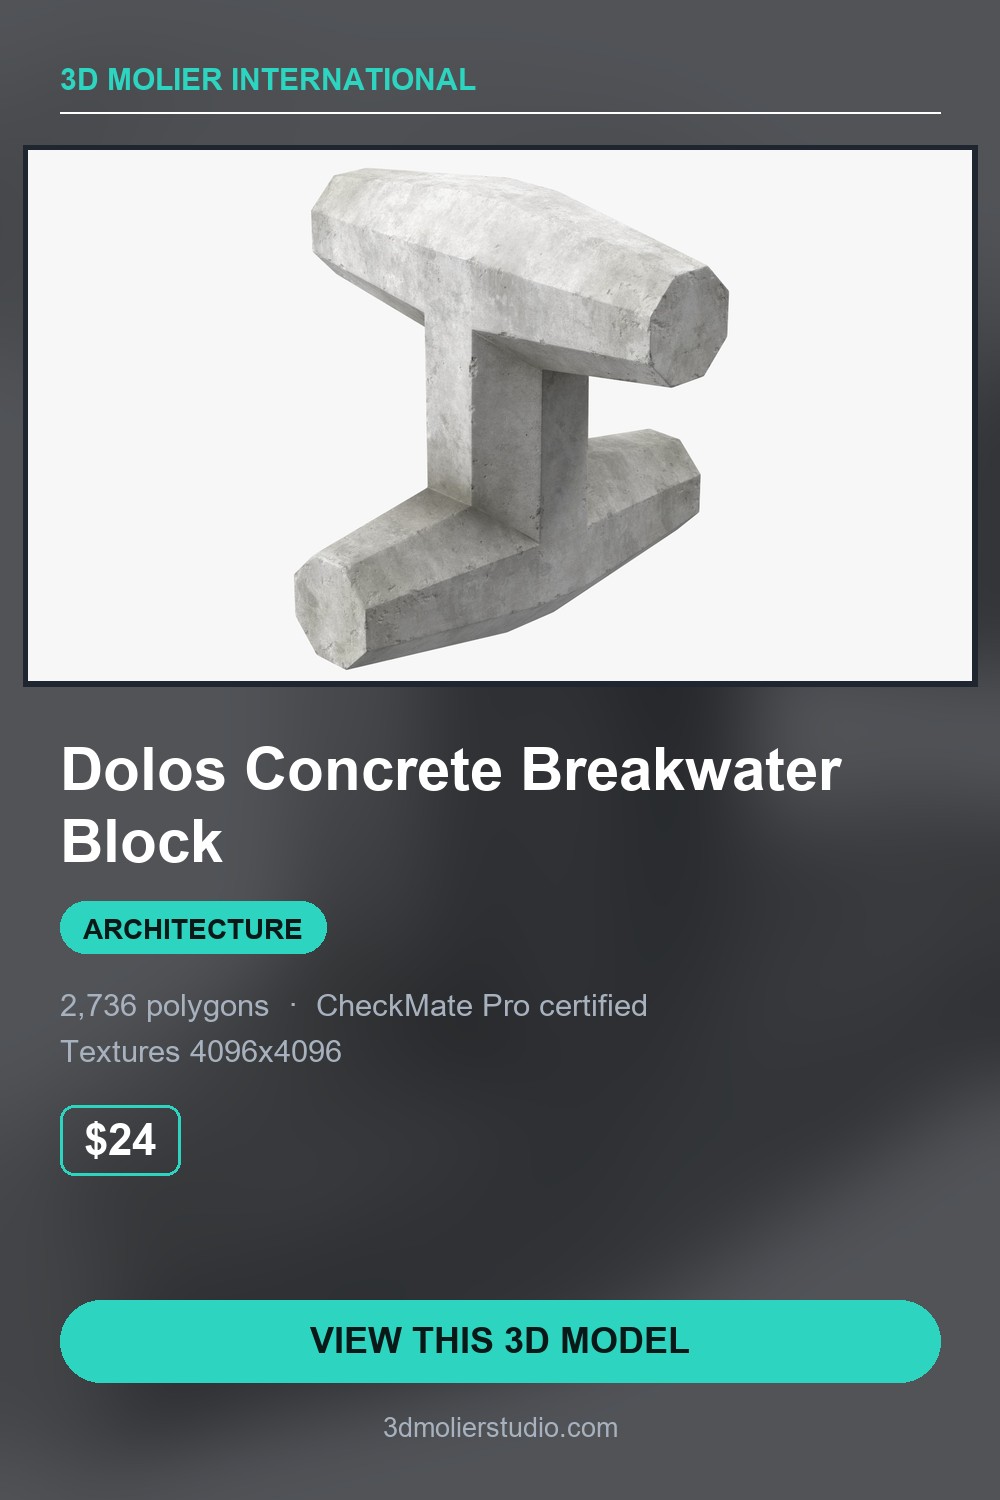 3D MOLIER INTERNATIONAL
Dolos Concrete Breakwater
Block
ARCHITECTURE
2,736 polygons · CheckMate Pro certified
Textures 4096x4096
$24
VIEW THIS 3D MODEL
3dmolierstudio.com